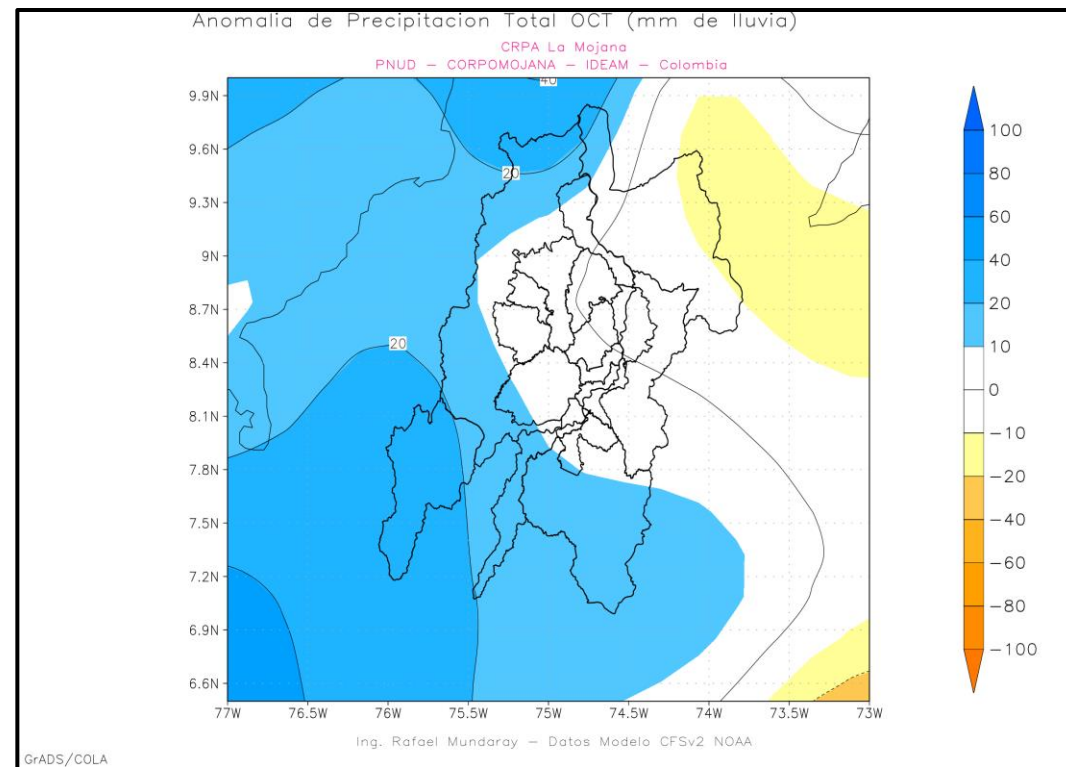 Anomalia de Precipitacion Total OCT (mm de lluvia)
CRPA La Mojana
PNUD – CORPOMOJANA – IDEAM – Colombia
40
9.9N
9.6N
20
9.3N
9N
8.7N
20
8.4N
8.1N
7.8N
7.5N
7.2N
6.9N
6.6N
77W 76.5W 76W 75.5W 75W 74.5W 74W 73.5W 73W
100
80
60
40
20
10
0
−10
−20
−40
−60
−80
−100
Ing. Rafael Mundaray – Datos Modelo CFSv2 NOAA
GrADS/COLA